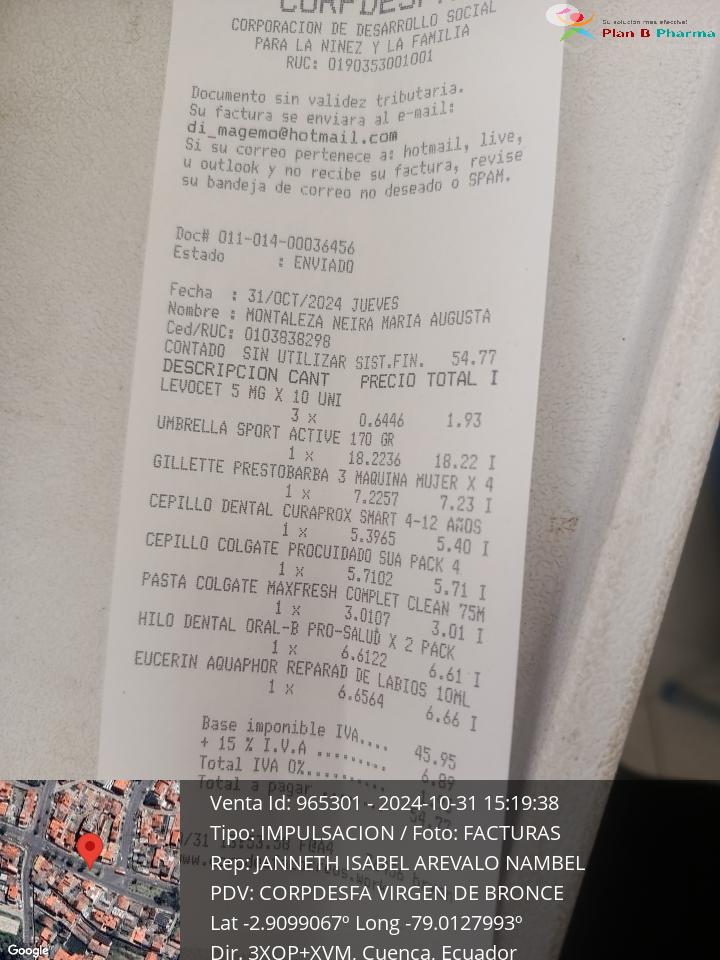 Su solución más efectiva!
Plan B Pharma
CORPORACION DE DESARROLLO SOCIAL
PARA LA NINEZ Y LA FAMILIA
RUC: 0190353001001
Documento sin validez tributaria.
Su factura se enviara al e-mail:
di_magemo@hotmail.com
Si su correo pertenece a: hotmail, live,
u outlook y no recibe su factura, revise
su bandeja de correo no deseado o SPAM.
Doc# 011-014-00036456
Estado : ENVIADO
Fecha : 31/OCT/2024 JUEVES
Nombre : MONTALEZA NEIRA MARIA AUGUSTA
Ced/RUC: 0103838298
CONTADO SIN UTILIZAR SIST.FIN. 54.77
DESCRIPCION CANT PRECIO TOTAL I
LEVOCET 5 MG X 10 UNI
3 x 0.6446 1.93
UMBRELLA SPORT ACTIVE 170 GR
1 x 18.2236 18.22 I
GILLETTE PRESTOBARBA 3 MAQUINA MUJER X 4
1 x 7.2257 7.23 I
CEPILLO DENTAL CURAPROX SMART 4-12 AÑOS
1 x 5.3965 5.40 I
CEPILLO COLGATE PROCUIDADO SUA PACK 4
1 x 5.7102 5.71 I
PASTA COLGATE MAXFRESH COMPLET CLEAN 75M
1 x 3.0107 3.01 I
HILO DENTAL ORAL-B PRO-SALUD X 2 PACK
1 x 6.6122 6.61 I
EUCERIN AQUAPHOR REPARAD DE LABIOS 10ML
1 x 6.6564 6.66 I
Base imponible IVA.... 45.95
+ 15 % I.V.A ......... 6.89
Total IVA 0%..........
Total a pagar
Venta Id: 965301 - 2024-10-31 15:19:38
Tipo: IMPULSACION / Foto: FACTURAS
Rep: JANNETH ISABEL AREVALO NAMBEL
PDV: CORPDESFA VIRGEN DE BRONCE
Lat -2.9099067º Long -79.0127993º
Dir. 3XQP+XVM, Cuenca, Ecuador
Google